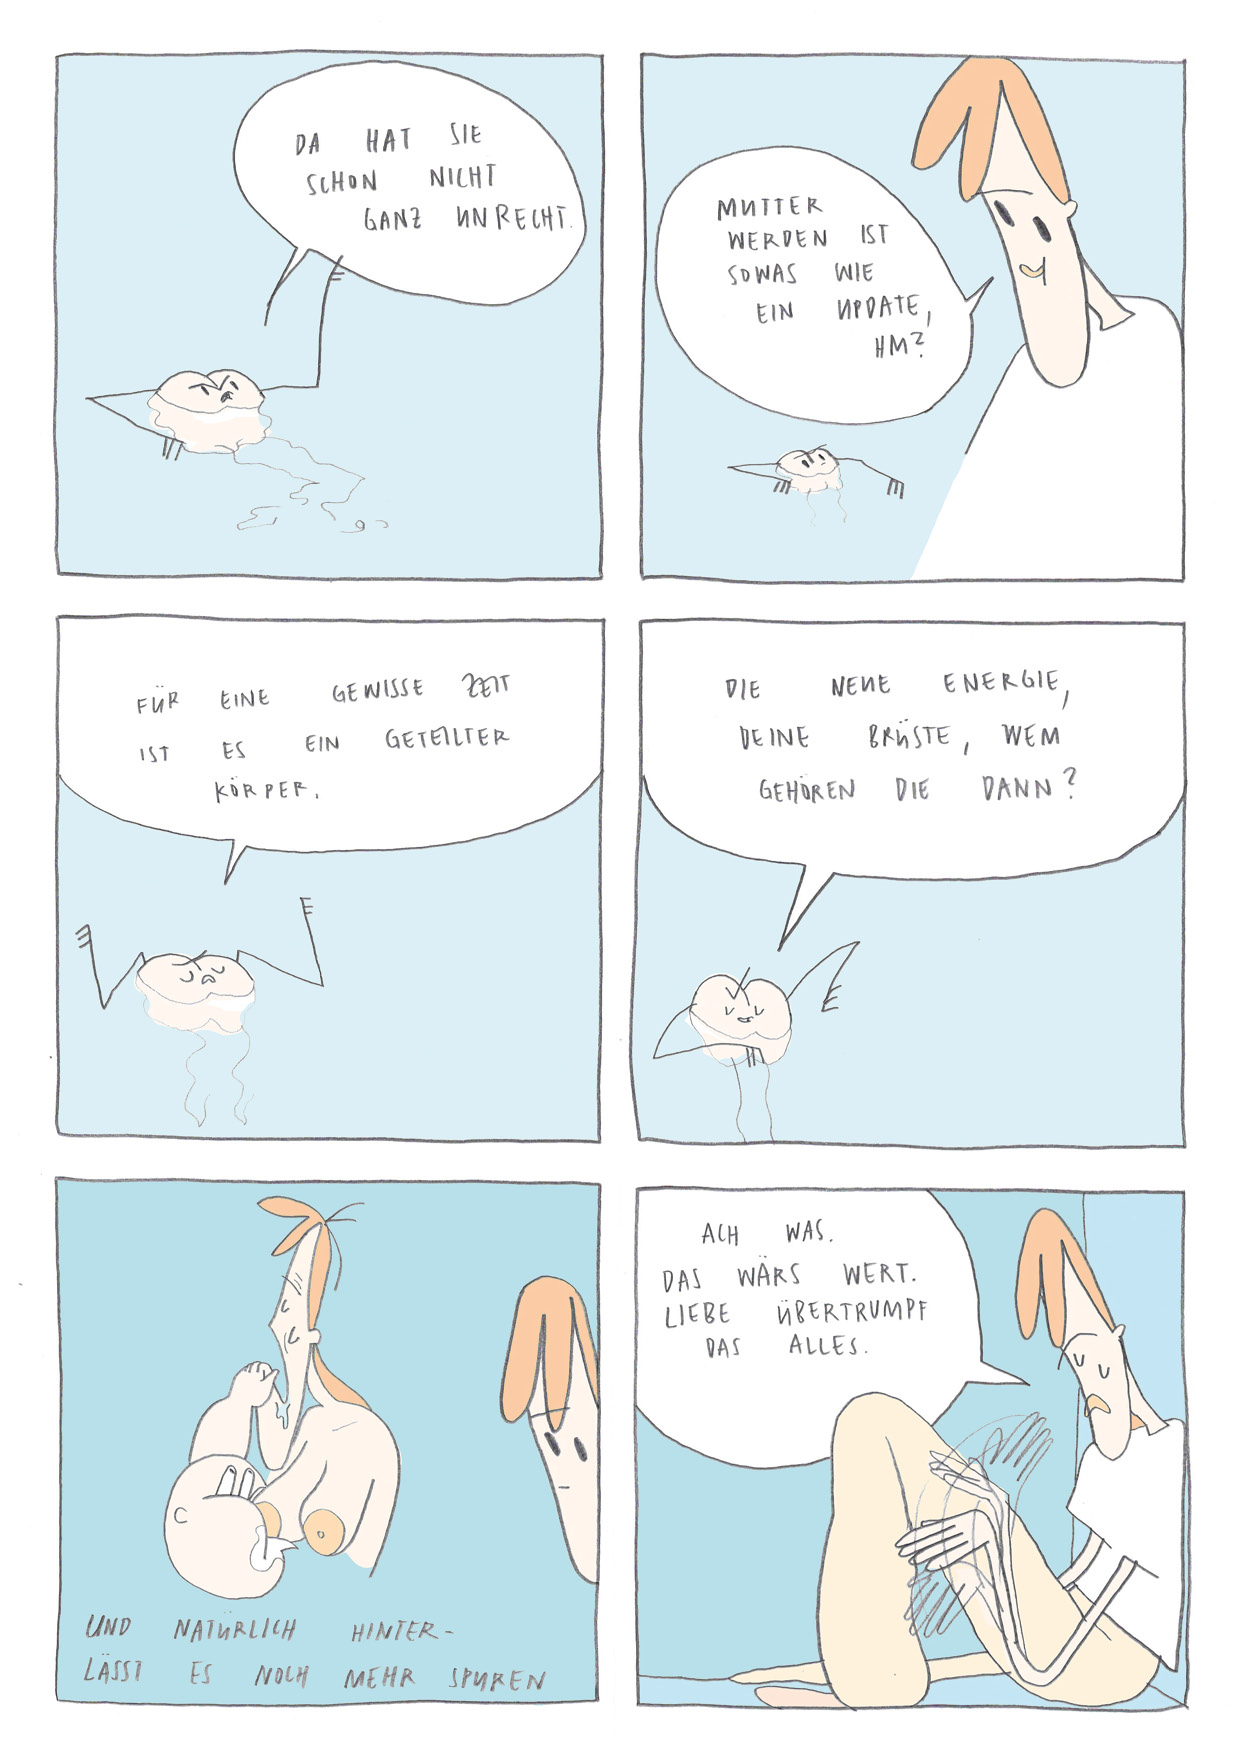 DA HAT SIE
SCHON NICHT
GANZ UNRECHT.
MUTTER
WERDEN IST
SOWAS WIE
EIN UPDATE,
HM?
FÜR EINE GEWISSE ZEIT
IST ES EIN GETEILTER
KÖRPER.
DIE NEUE ENERGIE,
DEINE BRÜSTE, WEM
GEHÖREN DIE DANN?
UND NATÜRLICH HINTER-
LÄSST ES NOCH MEHR SPUREN
ACH WAS.
DAS WÄRS WERT.
LIEBE ÜBERTRUMPF
DAS ALLES.